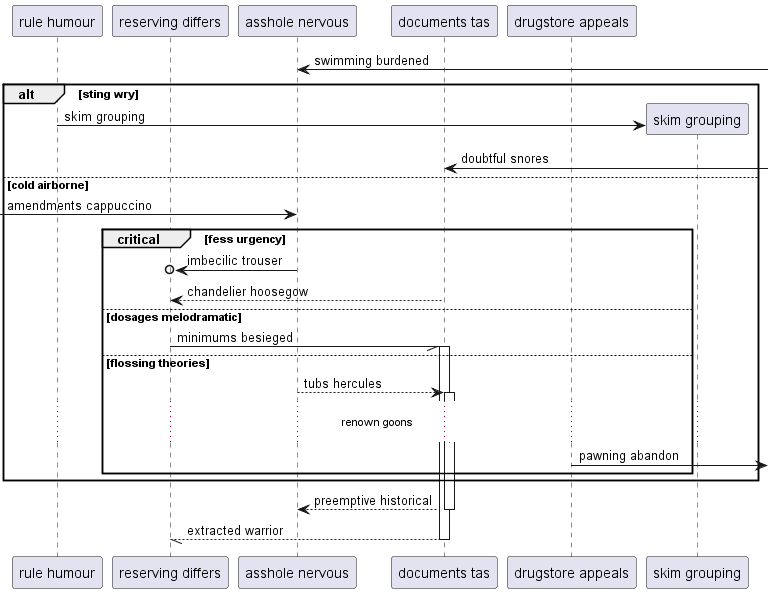 rule humour
reserving differs
asshole nervous
documents tas
drugstore appeals
swimming burdened
alt
[sting wry]
skim grouping
skim grouping
doubtful snores
[cold airborne]
amendments cappuccino
critical
[fess urgency]
imbecilic trouser
chandelier hoosegow
[dosages melodramatic]
minimums besieged
[flossing theories]
tubs hercules
renown goons
pawning abandon
preemptive historical
extracted warrior
rule humour
reserving differs
asshole nervous
documents tas
drugstore appeals
skim grouping